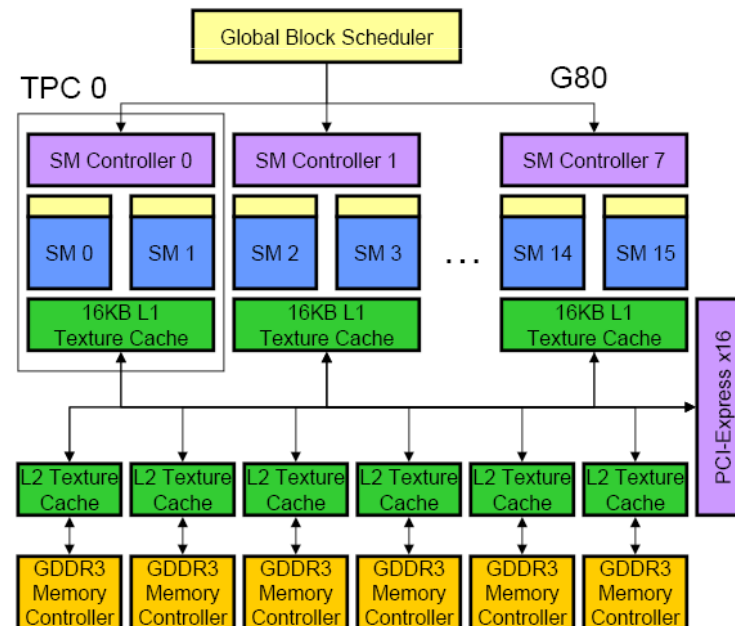 Global Block Scheduler
TPC 0
G80
SM Controller 0
SM Controller 1
SM Controller 7
SM 0
SM 1
SM 2
SM 3
...
SM 14
SM 15
16KB L1
Texture Cache
16KB L1
Texture Cache
16KB L1
Texture Cache
PCI-Express x16
L2 Texture
Cache
L2 Texture
Cache
L2 Texture
Cache
L2 Texture
Cache
L2 Texture
Cache
L2 Texture
Cache
GDDR3
Memory
Controller
GDDR3
Memory
Controller
GDDR3
Memory
Controller
GDDR3
Memory
Controller
GDDR3
Memory
Controller
GDDR3
Memory
Controller